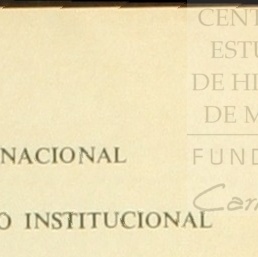 CENT
ESTU
DE HI
DE M
FUND
Car
NACIONAL
O INSTITUCIONAL